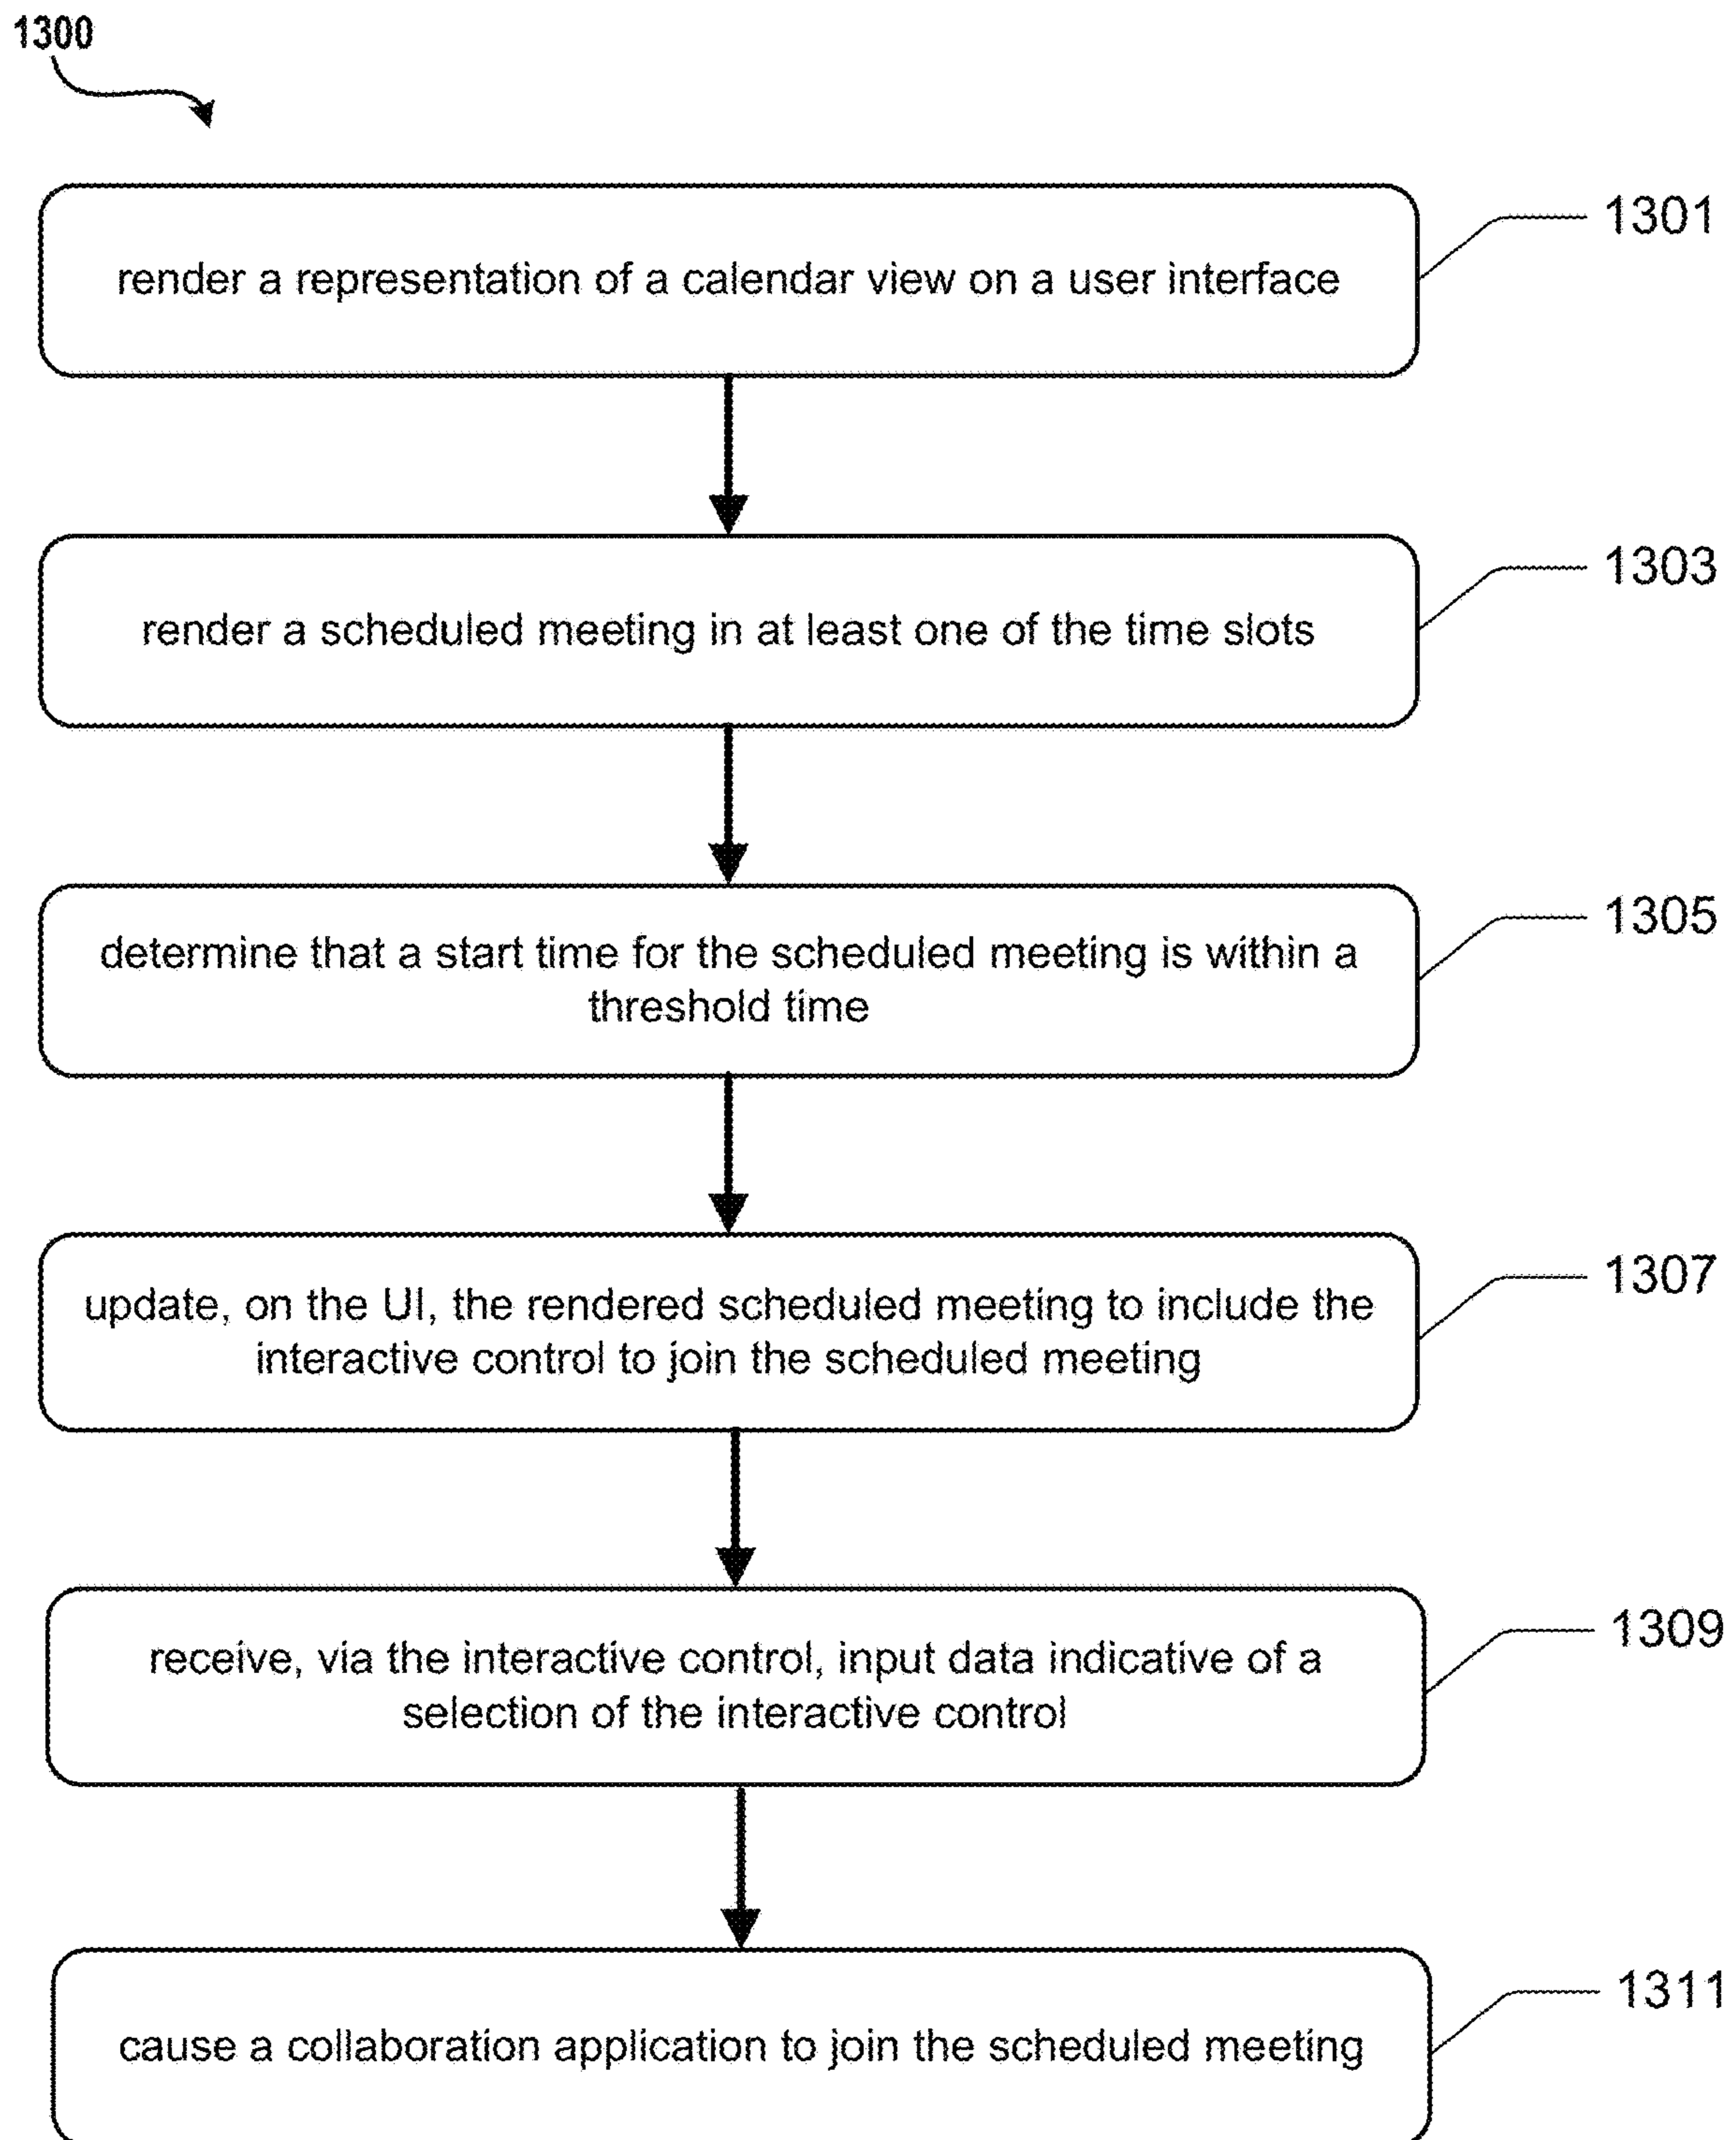 1300
render a representation of a calendar view on a user interface
1301
render a scheduled meeting in at least one of the time slots
1303
determine that a start time for the scheduled meeting is within a
threshold time
1305
update, on the UI, the rendered scheduled meeting to include the
interactive control to join the scheduled meeting
1307
receive, via the interactive control, input data indicative of a
selection of the interactive control
1309
cause a collaboration application to join the scheduled meeting
1311